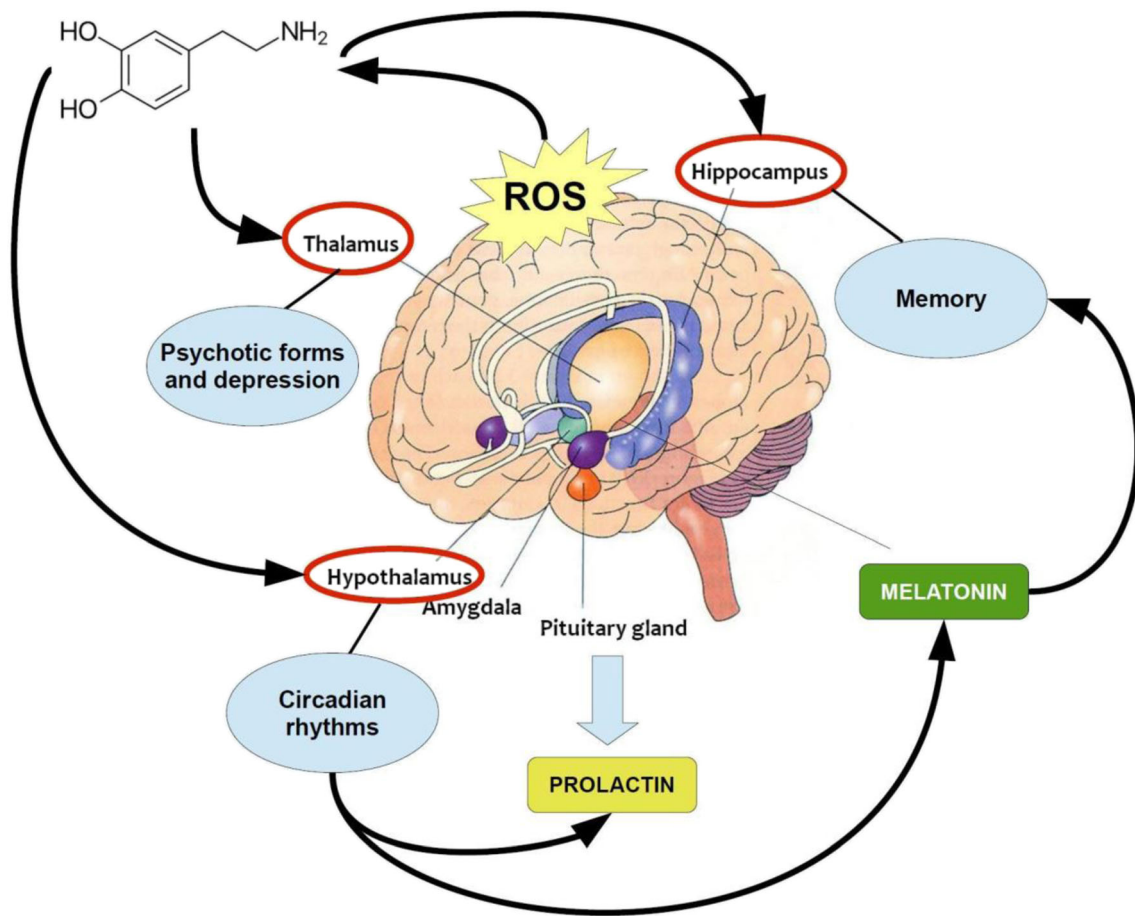 HO
NH₂
HO
ROS
Hippocampus
Thalamus
Memory
Psychotic forms
and depression
Hypothalamus
Amygdala
Pituitary gland
MELATONIN
Circadian
rhythms
PROLACTIN